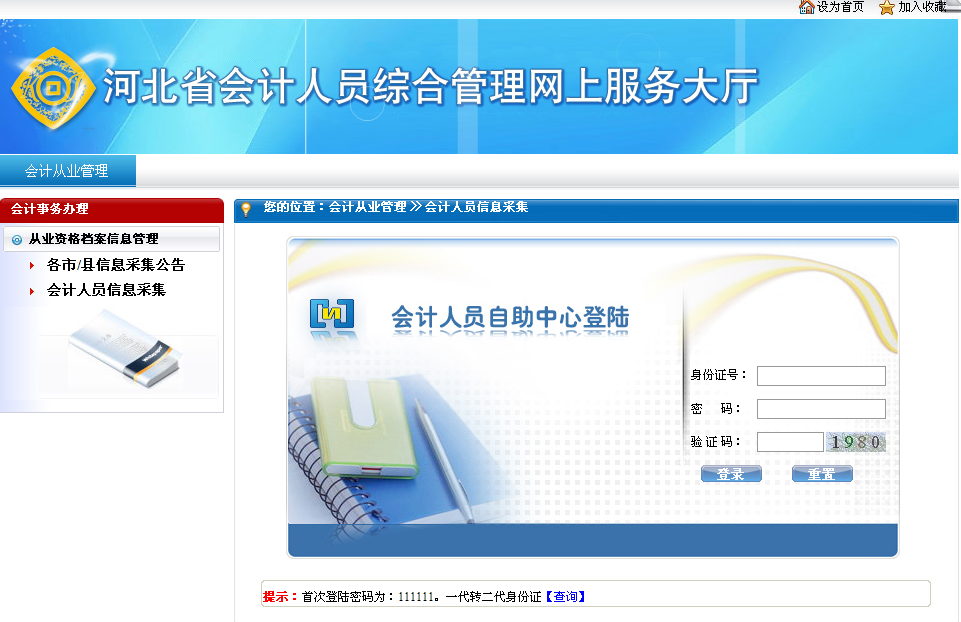 设为首页 加入收藏
河北省会计人员综合管理网上服务大厅
会计从业管理
会计事务办理
您的位置：会计从业管理 >> 会计人员信息采集
从业资格档案信息管理
各市/县信息采集公告
会计人员信息采集
会计人员自助中心登陆
身份证号：
密 码：
验证码： 1980
登录 重置
提示：首次登陆密码为：111111。一代转二代身份证【查询】